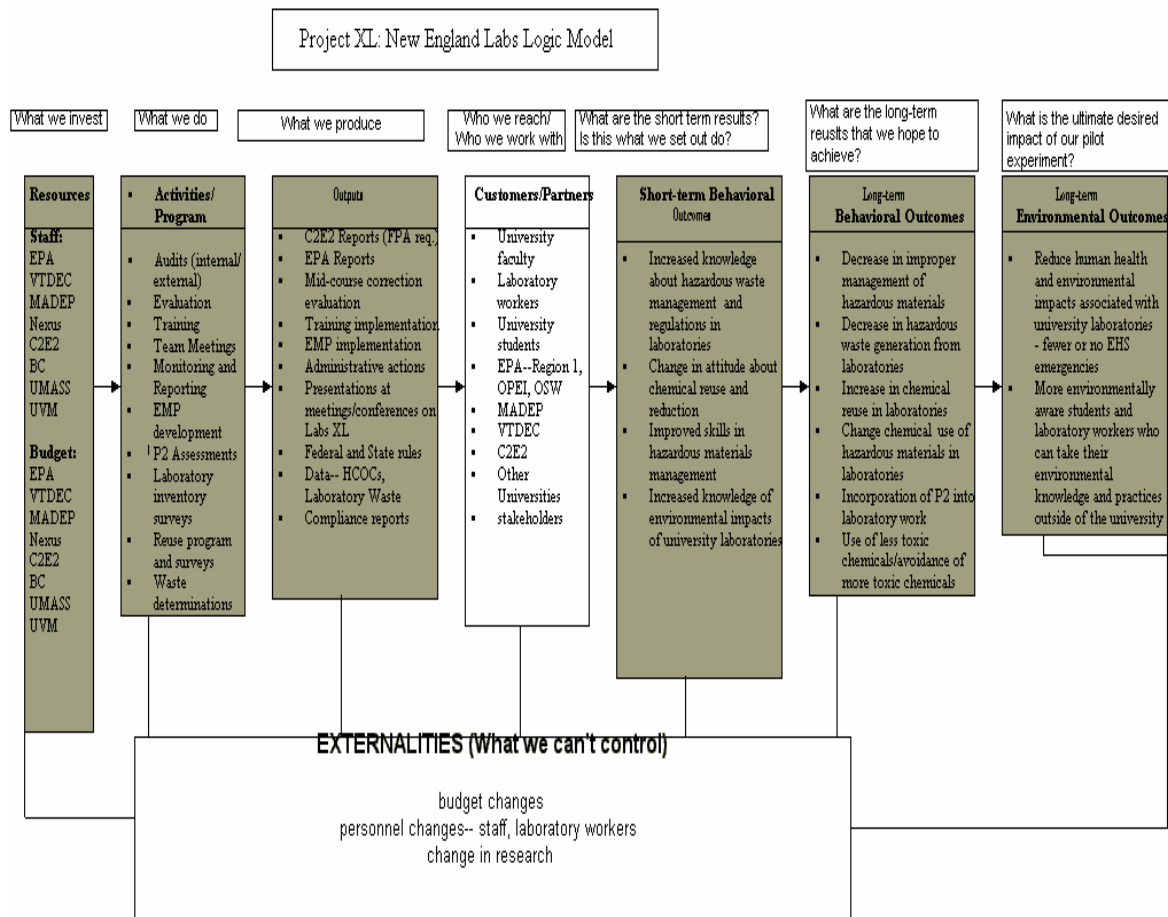 Project XL: New England Labs Logic Model
What we invest
What we do
What we produce
Who we reach/
Who we work with
What are the short term results?
Is this what we set out do?
What are the long-term
reuslts that we hope to
achieve?
What is the ultimate desired
impact of our pilot
experiment?
Resources
Staff:
EPA
VTDEC
MADEP
Nexus
C2E2
BC
UMASS
UVM
Budget:
EPA
VTDEC
MADEP
Nexus
C2E2
BC
UMASS
UVM
▪ Activities/
Program
▪ Audits (internal/
external)
▪ Evaluation
▪ Training
▪ Team Meetings
▪ Monitoring and
Reporting
▪ EMP
development
▪ P2 Assessments
▪ Laboratory
inventory
surveys
▪ Reuse program
and surveys
▪ Waste
determinations
Outputs
▪ C2E2 Reports (FPA req.)
▪ EPA Reports
▪ Mid-course correction
evaluation
▪ Training implementation
▪ EMP implementation
▪ Administrative actions
▪ Presentations at
meetings/conferences on
Labs XL
▪ Federal and State rules
▪ Data-- HCOCs,
Laboratory Waste
▪ Compliance reports
Customers/Partners
▪ University
faculty
▪ Laboratory
workers
▪ University
students
▪ EPA--Region 1,
OPEI, OSW
▪ MADEP
▪ VTDEC
▪ C2E2
▪ Other
Universities
▪ stakeholders
Short-term Behavioral
Outcomes
▪ Increased knowledge
about hazardous waste
management and
regulations in
laboratories
▪ Change in attitude about
chemical reuse and
reduction
▪ Improved skills in
hazardous materials
management
▪ Increased knowledge of
environmental impacts
of university laboratories
Long-term
Behavioral Outcomes
▪ Decrease in improper
management of
hazardous materials
▪ Decrease in hazardous
waste generation from
laboratories
▪ Increase in chemical
reuse in laboratories
▪ Change chemical use of
hazardous materials in
laboratories
▪ Incorporation of P2 into
laboratory work
▪ Use of less toxic
chemicals/avoidance of
more toxic chemicals
Long-term
Environmental Outcomes
▪ Reduce human health
and environmental
impacts associated with
university laboratories
- fewer or no EHS
emergencies
▪ More environmentally
aware students and
laboratory workers who
can take their
environmental
knowledge and practices
outside of the university
EXTERNALITIES (What we can't control)
budget changes
personnel changes-- staff, laboratory workers
change in research